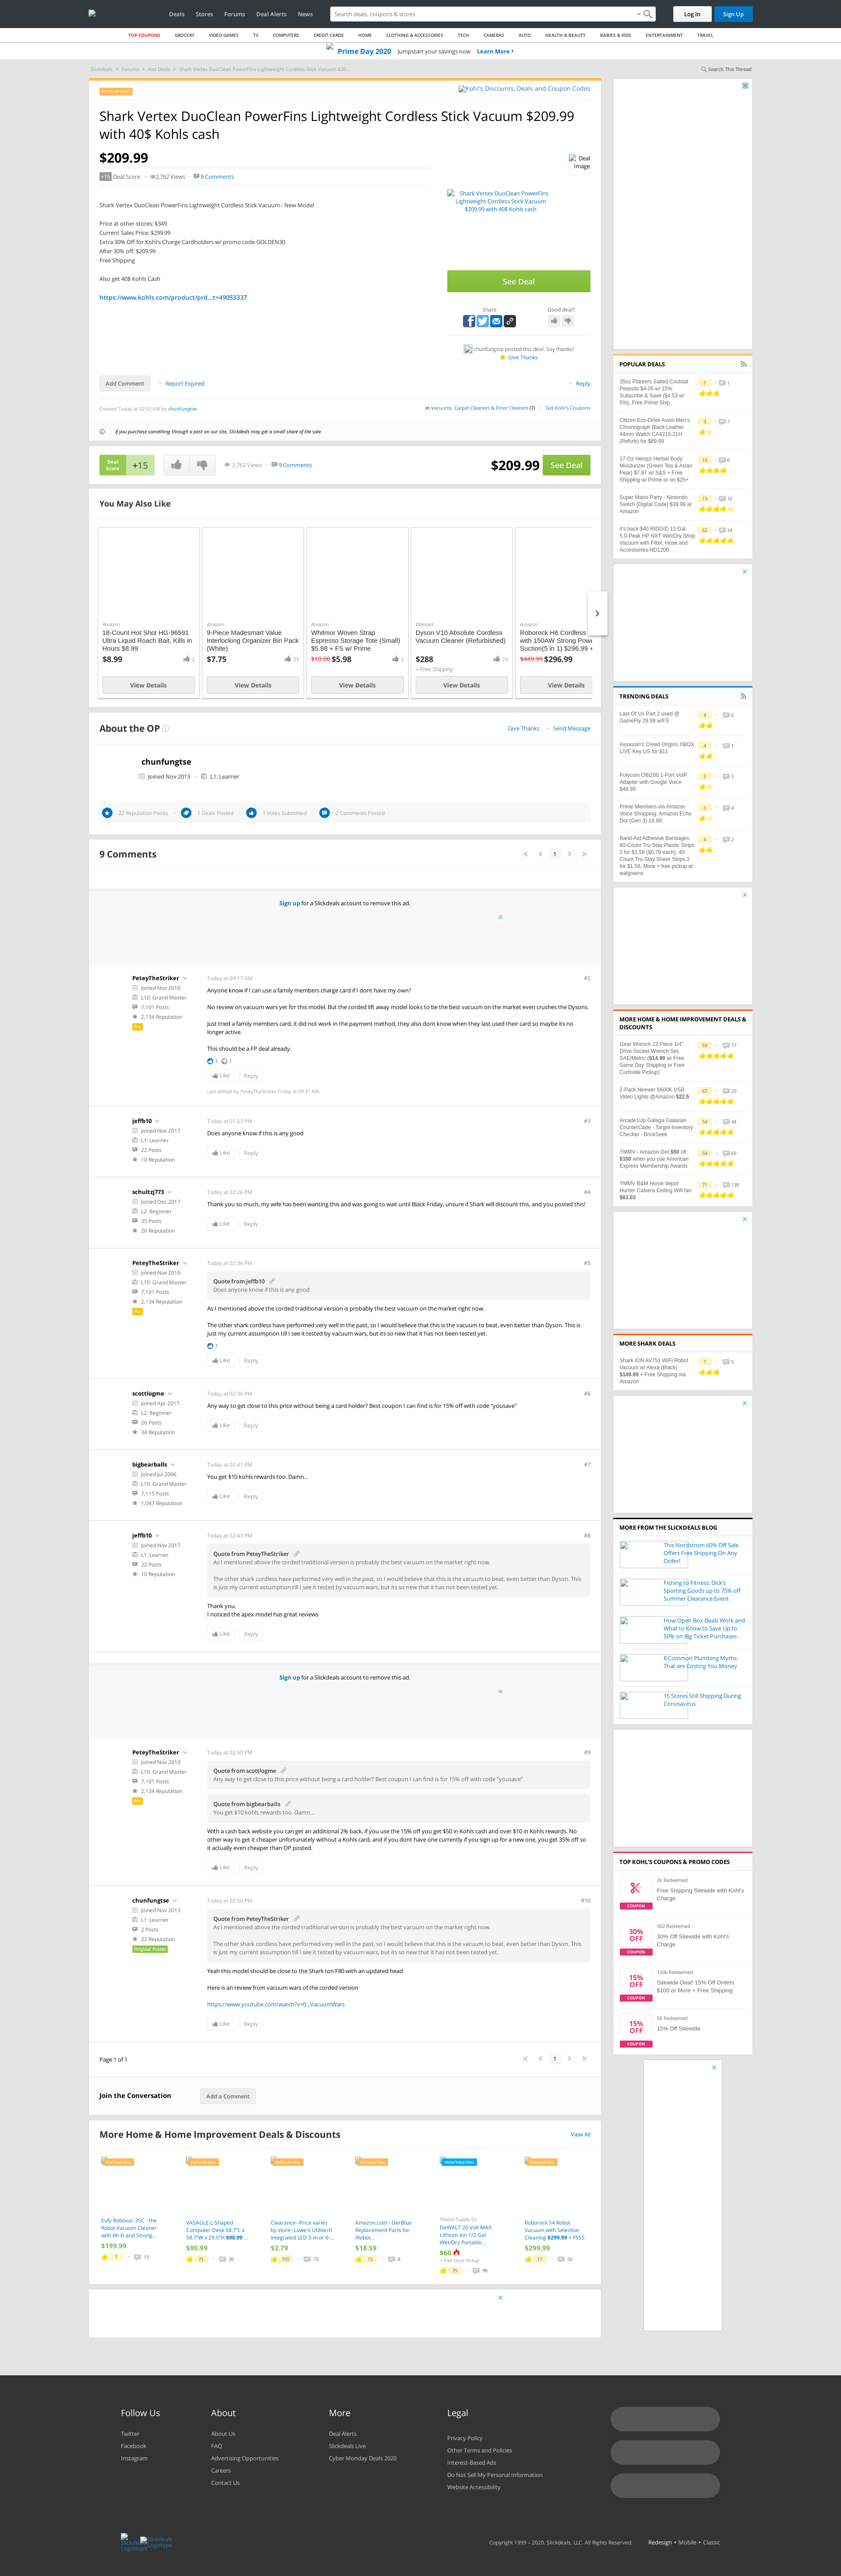 Deals Stores Forums Deal Alerts News
Search deals, coupons & stores
Log In
Sign Up
TOP COUPONS GROCERY VIDEO GAMES TV COMPUTERS CREDIT CARDS HOME CLOTHING & ACCESSORIES TECH CAMERAS AUTO HEALTH & BEAUTY BABIES & KIDS ENTERTAINMENT TRAVEL
Prime Day 2020 Jumpstart your savings now Learn More
Slickdeals Forums Hot Deals Shark Vertex DuoClean PowerFins Lightweight Cordless Stick Vacuum $20...
Search This Thread
POPULAR DEAL
Kohl's Discounts, Deals and Coupon Codes
Shark Vertex DuoClean PowerFins Lightweight Cordless Stick Vacuum $209.99 with 40$ Kohls cash
$209.99
Deal Image
+15 Deal Score 2,762 Views 9 Comments
Shark Vertex DuoClean PowerFins Lightweight Cordless Stick Vacuum $209.99 with 40$ Kohls cash
Shark Vertex DuoClean PowerFins Lightweight Cordless Stick Vacuum - New Model
Price at other stores: $349
Current Sales Price: $299.99
Extra 30% Off for Kohl's Charge Cardholders w/ promo code GOLDEN30
After 30% off: $209.99
Free Shipping
Also get 40$ Kohls Cash
https://www.kohls.com/product/prd...t=49053337
See Deal
Share
Good deal?
chunfungtse posted this deal. Say thanks!
Give Thanks
Add Comment
Report Expired
Reply
Created Today at 02:52 AM by chunfungtse
in Vacuums, Carpet Cleaners & Floor Cleaners (?) Get Kohl's Coupons
If you purchase something through a post on our site, Slickdeals may get a small share of the sale.
Deal Score +15
2,762 Views 9 Comments
$209.99 See Deal
You May Also Like
Amazon
18-Count Hot Shot HG-96591 Ultra Liquid Roach Bait, Kills in Hours $8.99
$8.99 2
View Details
Amazon
9-Piece Madesmart Value Interlocking Organizer Bin Pack (White)
$7.75 35
View Details
Amazon
Whitmor Woven Strap Espresso Storage Tote (Small) $5.98 + FS w/ Prime
$10.00 $5.98 2
View Details
Walmart
Dyson V10 Absolute Cordless Vacuum Cleaner (Refurbished)
$288 29
+ Free Shipping
View Details
Amazon
Roborock H6 Cordless
with 150AW Strong Pow
Suction(5 in 1) $296.99 +
$449.99 $296.99
View Details
About the OP
Give Thanks - Send Message
chunfungtse
Joined Nov 2013 L1: Learner
22 Reputation Points 1 Deals Posted 1 Votes Submitted 2 Comments Posted
9 Comments
1
Sign up for a Slickdeals account to remove this ad.
PeteyTheStriker
Joined Nov 2010
L10: Grand Master
7,101 Posts
2,134 Reputation
Pro
Today at 09:17 AM
#2
Anyone know if I can use a family members charge card if I dont have my own?
No review on vacuum wars yet for this model. But the corded lift away model looks to be the best vacuum on the market even crushes the Dysons.
Just tried a family members card, it did not work in the payment method, they also dont know when they last used their card so maybe its no longer active.
This should be a FP deal already.
1 1
Like Reply
Last edited by PeteyTheStriker Today at 09:37 AM
jeffb10
Joined Nov 2017
L1: Learner
22 Posts
10 Reputation
Today at 01:53 PM
#3
Does anyone know if this is any good
Like Reply
schultzj773
Joined Dec 2017
L2: Beginner
35 Posts
26 Reputation
Today at 02:26 PM
#4
Thank you so much, my wife has been wanting this and was going to wait until Black Friday, unsure if Shark will discount this, and you posted this!
Like Reply
PeteyTheStriker
Joined Nov 2010
L10: Grand Master
7,101 Posts
2,134 Reputation
Pro
Today at 02:34 PM
#5
Quote from jeffb10
Does anyone know if this is any good
As I mentioned above the corded traditional version is probably the best vacuum on the market right now.
The other shark cordless have performed very well in the past, so I would believe that this is the vacuum to beat, even better than Dyson. This is just my current assumption till I see it tested by vacuum wars, but its so new that it has not been tested yet.
1
Like Reply
scottlogme
Joined Apr 2017
L2: Beginner
26 Posts
34 Reputation
Today at 02:38 PM
#6
Any way to get close to this price without being a card holder? Best coupon I can find is for 15% off with code "yousave"
Like Reply
bigbearballs
Joined Jul 2006
L10: Grand Master
7,115 Posts
1,047 Reputation
Today at 02:41 PM
#7
You get $10 kohls rewards too. Damn...
Like Reply
jeffb10
Joined Nov 2017
L1: Learner
22 Posts
10 Reputation
Today at 02:43 PM
#8
Quote from PeteyTheStriker
As I mentioned above the corded traditional version is probably the best vacuum on the market right now.
The other shark cordless have performed very well in the past, so I would believe that this is the vacuum to beat, even better than Dyson. This is just my current assumption till I see it tested by vacuum wars, but its so new that it has not been tested yet.
Thank you
I noticed the apex model has great reviews
Like Reply
Sign up for a Slickdeals account to remove this ad.
PeteyTheStriker
Joined Nov 2010
L10: Grand Master
7,101 Posts
2,134 Reputation
Pro
Today at 02:50 PM
#9
Quote from scottlogme
Any way to get close to this price without being a card holder? Best coupon I can find is for 15% off with code "yousave"
Quote from bigbearballs
You get $10 kohls rewards too. Damn...
With a cash back website you can get an additional 2% back, if you use the 15% off you get $50 in Kohls cash and over $10 in Kohls rewards. No other way to get it cheaper unfortunately without a Kohls card, and if you dont have one currently if you sign up for a new one, you get 35% off so it actually even cheaper than OP posted.
Like Reply
chunfungtse
Joined Nov 2013
L1: Learner
2 Posts
22 Reputation
Original Poster
Today at 02:50 PM
#10
Quote from PeteyTheStriker
As I mentioned above the corded traditional version is probably the best vacuum on the market right now.
The other shark cordless have performed very well in the past, so I would believe that this is the vacuum to beat, even better than Dyson. This is just my current assumption till I see it tested by vacuum wars, but its so new that it has not been tested yet.
Yeah this model should be close to the Shark Ion F80 with an updated head
Here is an review from vacuum wars of the corded version
https://www.youtube.com/watch?v=0...VacuumWars
Like Reply
Page 1 of 1
1
Join the Conversation Add a Comment
More Home & Home Improvement Deals & Discounts
View All
POPULAR DEAL
Eufy Robovac 35C - the Robot Vacuum Cleaner with Wi-Fi and Strong...
$199.99
7 10
POPULAR DEAL
VASAGLE L-Shaped Computer Desk 58.7"L x 58.7"W x 29.5"H $90.99 ...
$90.99
71 36
POPULAR DEAL
Clearance--Price varies by store--Lowe's Utilitech Integrated LED 5-in or 6-...
$2.79
105 75
POPULAR DEAL
Amazon.com - DerBlue Replacement Parts for iRobot...
$18.59
15 8
FRONTPAGE DEAL
Tractor Supply Co
DeWALT 20 Volt MAX Lithium-Ion 1/2 Gal. Wet/Dry Portable...
$60
+ Free Store Pickup
79 98
POPULAR DEAL
Roborock S4 Robot Vacuum with Selective Cleaning $299.99 + FSSS
$299.99
17 50
POPULAR DEALS
35oz Planters Salted Cocktail Peanuts $4.05 w/ 15% Subscribe & Save ($4.53 w/ 5%), Free Prime Ship
7 1
Citizen Eco-Drive Avion Men's Chronograph Black Leather 44mm Watch CA4215-21H (Refurb) for $89.99
3 7
17-Oz Hempz Herbal Body Moisturizer (Green Tea & Asian Pear) $7.87 w/ S&S + Free Shipping w/ Prime or on $25+
10 0
Super Mario Party - Nintendo Switch [Digital Code] $39.99 at Amazon
13 16
It's back $40 RIDGID 12 Gal. 5.0-Peak HP NXT Wet/Dry Shop Vacuum with Filter, Hose and Accessories-HD1200
52 34
TRENDING DEALS
Last Of Us Part 2 used @ GameFly 29.99 w/FS
4 6
Assassin's Creed Origins XBOX LIVE Key US for $11
4 1
Polycom OBi200 1-Port VoIP Adapter with Google Voice $49.99
3 3
Prime Members via Amazon Voice Shopping: Amazon Echo Dot (Gen 3) 18.99
3 4
Band-Aid Adhesive Bandages: 60-Count Tru-Stay Plastic Strips 2 for $1.58 ($0.79 each), 40-Count Tru-Stay Sheer Strips 2 for $1.58, More + free pickup at walgreens
4 2
MORE HOME & HOME IMPROVEMENT DEALS & DISCOUNTS
Gear Wrench 22 Piece 1/4" Drive Socket Wrench Set, SAE/Metric ($14.99 w/ Free Same Day Shipping or Free Curbside Pickup)
59 77
2-Pack Neewer 5600K USB Video Lights @Amazon $22.5
67 20
Arcade1Up Galaga Galaxian CounterCade - Target Inventory Checker - BrickSeek
54 44
YMMV - Amazon Get $50 off $100 when you use American Express Membership Awards
54 69
YMMV B&M Home depot Hunter Calvera Ceiling Wifi fan $63.03
71 138
MORE SHARK DEALS
Shark ION AV751 WiFi Robot Vacuum w/ Alexa (Black) $149.99 + Free Shipping via Amazon
7 5
MORE FROM THE SLICKDEALS BLOG
This Nordstrom 60% Off Sale Offers Free Shipping On Any Order!
Fishing to Fitness: Dick's Sporting Goods up to 75% off Summer Clearance Event
How Open Box Deals Work and What to Know to Save Up to 50% on Big Ticket Purchases
8 Common Plumbing Myths That are Costing You Money
15 Stores Still Shipping During Coronavirus
TOP KOHL'S COUPONS & PROMO CODES
2k Redeemed
Free Shipping Sitewide with Kohl's Charge
COUPON
30% OFF
502 Redeemed
30% Off Sitewide with Kohl's Charge
COUPON
15% OFF
120k Redeemed
Sitewide Deal! 15% Off Orders $100 or More + Free Shipping
COUPON
15% OFF
50 Redeemed
15% Off Sitewide
COUPON
Follow Us
Twitter
Facebook
Instagram
About
About Us
FAQ
Advertising Opportunities
Careers
Contact Us
More
Deal Alerts
Slickdeals Live
Cyber Monday Deals 2020
Legal
Privacy Policy
Other Terms and Policies
Interest-Based Ads
Do Not Sell My Personal Information
Website Accessibility
Slickdeals Logotype
Copyright 1999 – 2020. Slickdeals, LLC. All Rights Reserved.
Redesign • Mobile • Classic